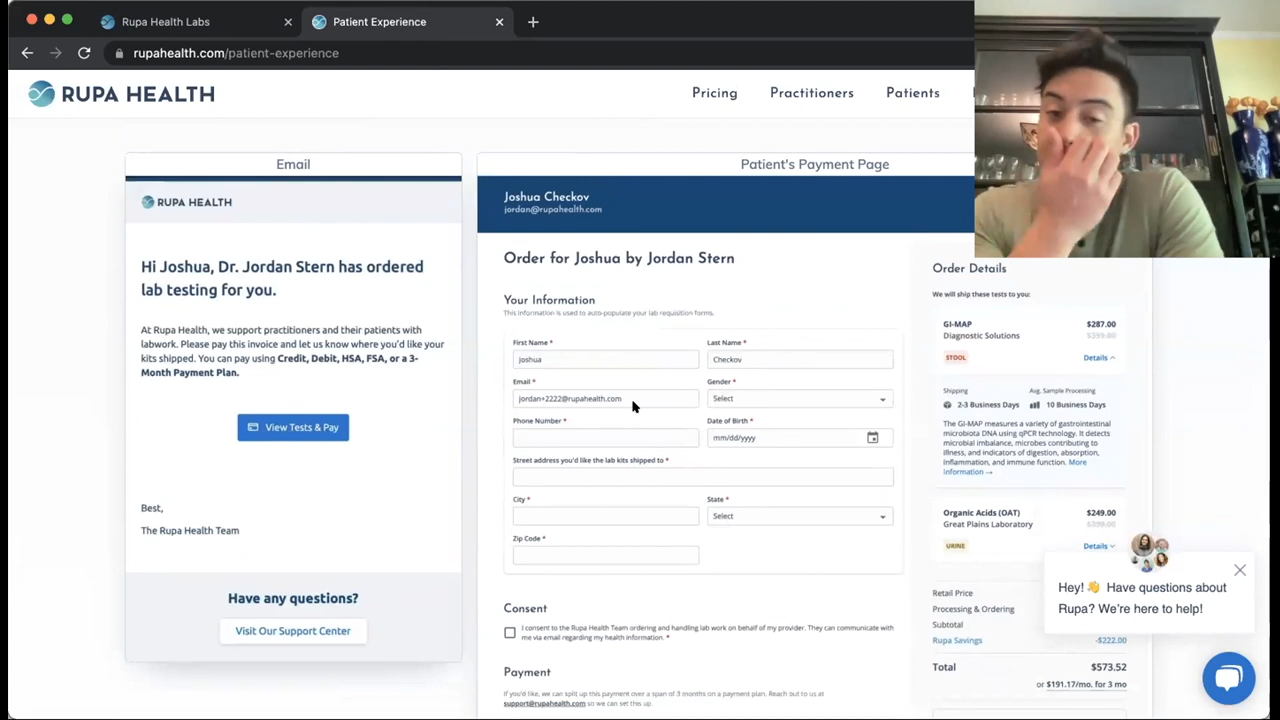 Rupa Health Labs
Patient Experience
rupahealth.com/patient-experience
RUPA HEALTH
Pricing
Practitioners
Patients
Email
RUPA HEALTH
Hi Joshua, Dr. Jordan Stern has ordered
lab testing for you.
At Rupa Health, we support practitioners and their patients with
labwork. Please pay this invoice and let us know where you'd like your
kits shipped to. You can pay using Credit, Debit, HSA, FSA, or a 3-
Month Payment Plan.
View Tests & Pay
Best,
The Rupa Health Team
Have any questions?
Visit Our Support Center
Patient's Payment Page
Joshua Checkov
jordan@rupahealth.com
Order for Joshua by Jordan Stern
Your Information
This information is used to auto-populate your lab requisition forms.
First Name *
Last Name *
Joshua
Checkov
Email *
Gender *
jordan+2222@rupahealth.com
Select
Phone Number *
Date of Birth *
mm/dd/yyyy
Street address you'd like the lab kits shipped to *
City *
State *
Select
Zip Code *
Consent
I consent to the Rupa Health Team ordering and handling lab work on behalf of my provider. They can communicate with
me via email regarding my health information. *
Payment
If you'd like, we can split up this payment over a span of 3 months on a payment plan. Reach out to us at
support@rupahealth.com so we can set this up.
Order Details
We will ship these tests to you:
GI-MAP
$287.00
Diagnostic Solutions
$399.00
STOOL
Details
Shipping
Avg. Sample Processing
2-3 Business Days
10 Business Days
The GI-MAP measures a variety of gastrointestinal
microbiota DNA using qPCR technology. It detects
microbial imbalance, microbes contributing to
illness, and indicators of digestion, absorption,
inflammation, and immune function. More
Information →
Organic Acids (OAT)
$249.00
Great Plains Laboratory
$399.00
URINE
Details
Retail Price
Processing & Ordering
Subtotal
Rupa Savings
-$222.00
Total
$573.52
or $191.17/mo. for 3 mo
Hey! 👋 Have questions about
Rupa? We're here to help!